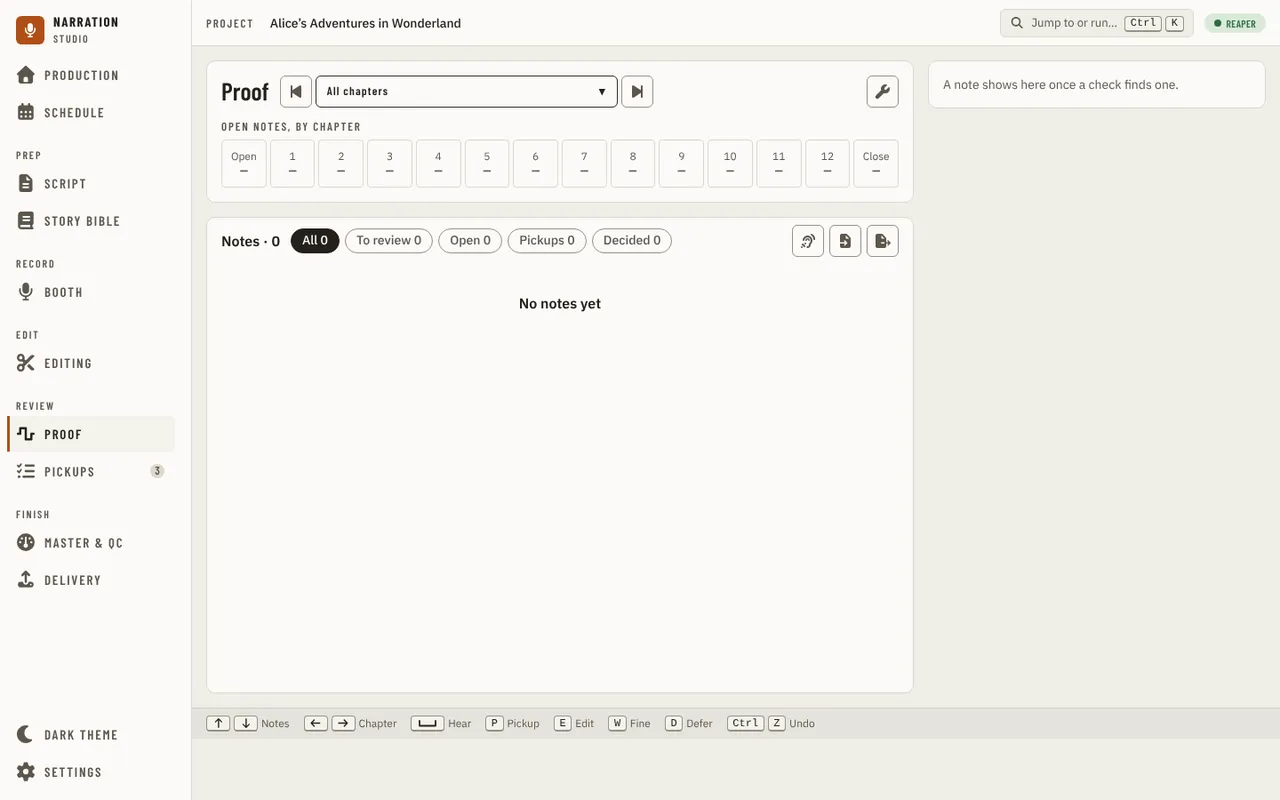 NARRATION
STUDIO
PRODUCTION
SCHEDULE
PREP
SCRIPT
STORY BIBLE
RECORD
BOOTH
EDIT
EDITING
REVIEW
PROOF
PICKUPS 3
FINISH
MASTER & QC
DELIVERY
DARK THEME
SETTINGS
PROJECT Alice's Adventures in Wonderland
Jump to or run... Ctrl K
REAPER
Proof All chapters ▼
OPEN NOTES, BY CHAPTER
Open 1 2 3 4 5 6 7 8 9 10 11 12 Close
– – – – – – – – – – – – – –
Notes · 0 All 0 To review 0 Open 0 Pickups 0 Decided 0
No notes yet
A note shows here once a check finds one.
↑ ↓ Notes ← → Chapter Hear P Pickup E Edit W Fine D Defer Ctrl Z Undo